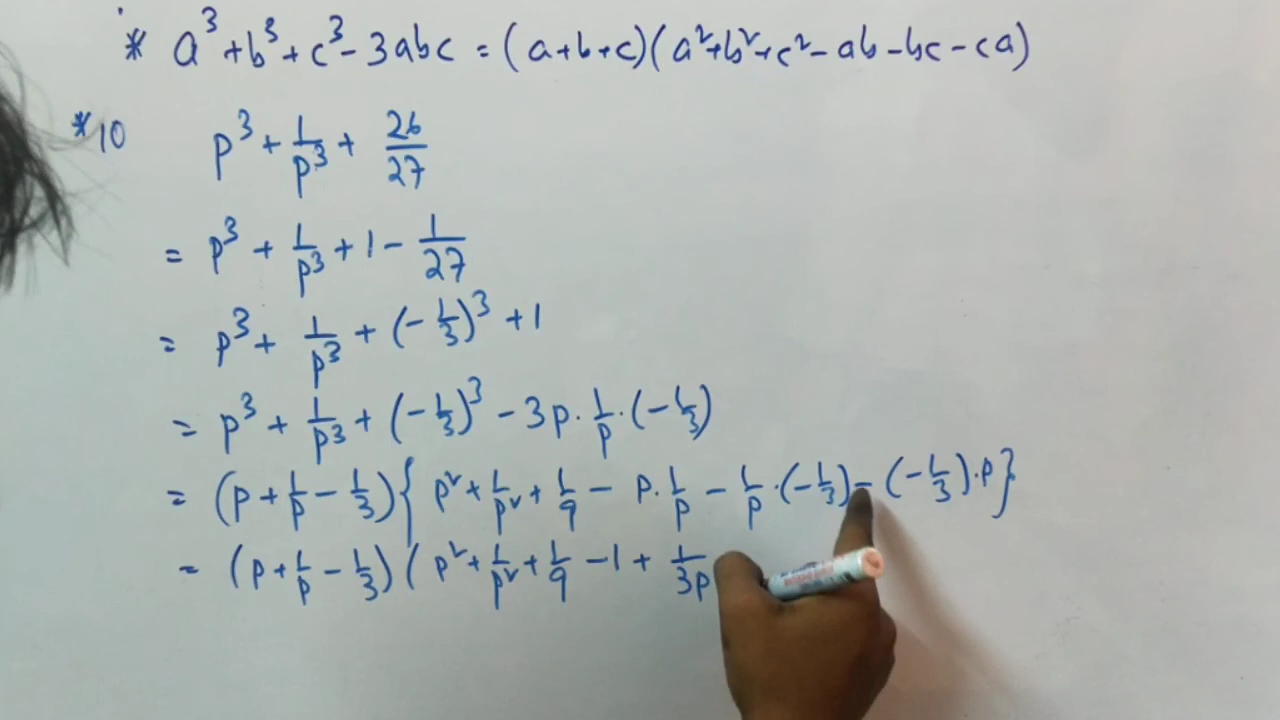 * a³ + b³ + c³ - 3abc = (a+b+c)(a²+b²+c² - ab - bc - ca)
*10 p³ + 1/p³ + 26/27
= p³ + 1/p³ + 1 - 1/27
= p³ + 1/p³ + (-1/3)³ + 1
= p³ + 1/p³ + (-1/3)³ - 3p · 1/p · (-1/3)
= (p + 1/p - 1/3){p² + 1/p² + 1/9 - p · 1/p - 1/p · (-1/3) - (-1/3) · p}
= (p + 1/p - 1/3)(p² + 1/p² + 1/9 - 1 + 1/3p